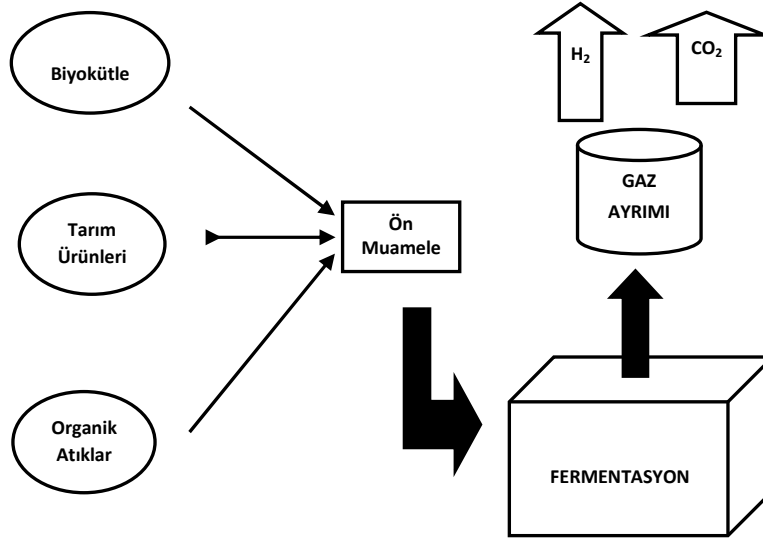 Biyokütle
Tarım
Ürünleri
Organik
Atıklar
Ön
Muamele
FERMENTASYON
GAZ
AYRIMI
H₂
CO₂